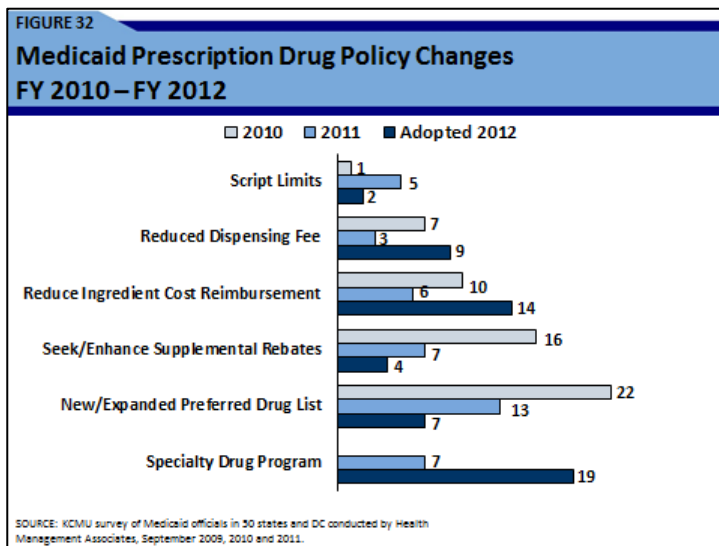 FIGURE 32
Medicaid Prescription Drug Policy Changes
FY 2010 – FY 2012
2010 2011 Adopted 2012
Script Limits
1
5
2
Reduced Dispensing Fee
7
3
9
Reduce Ingredient Cost Reimbursement
10
6
14
Seek/Enhance Supplemental Rebates
16
7
4
New/Expanded Preferred Drug List
22
13
7
Specialty Drug Program
7
19
SOURCE: KCMU survey of Medicaid officials in 50 states and DC conducted by Health
Management Associates, September 2009, 2010 and 2011.